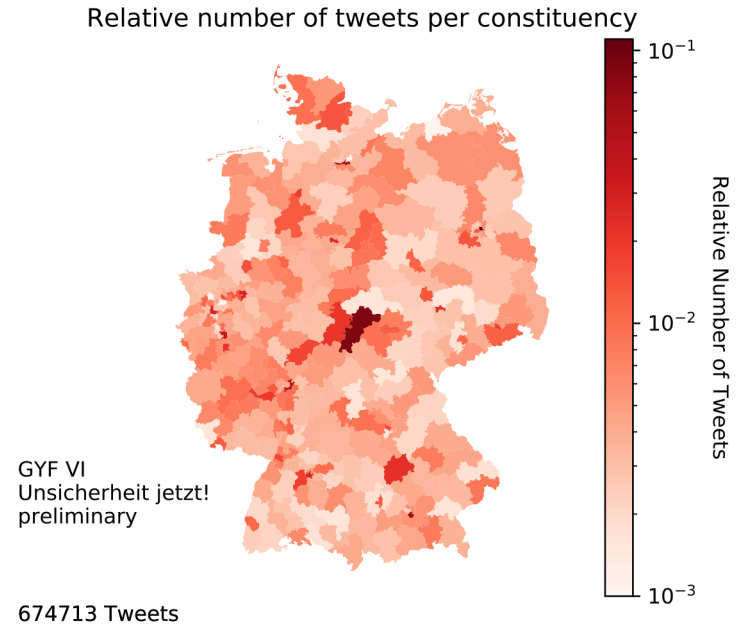 Relative number of tweets per constituency
10⁻¹
10⁻²
10⁻³
Relative Number of Tweets
GYF VI
Unsicherheit jetzt!
preliminary
674713 Tweets